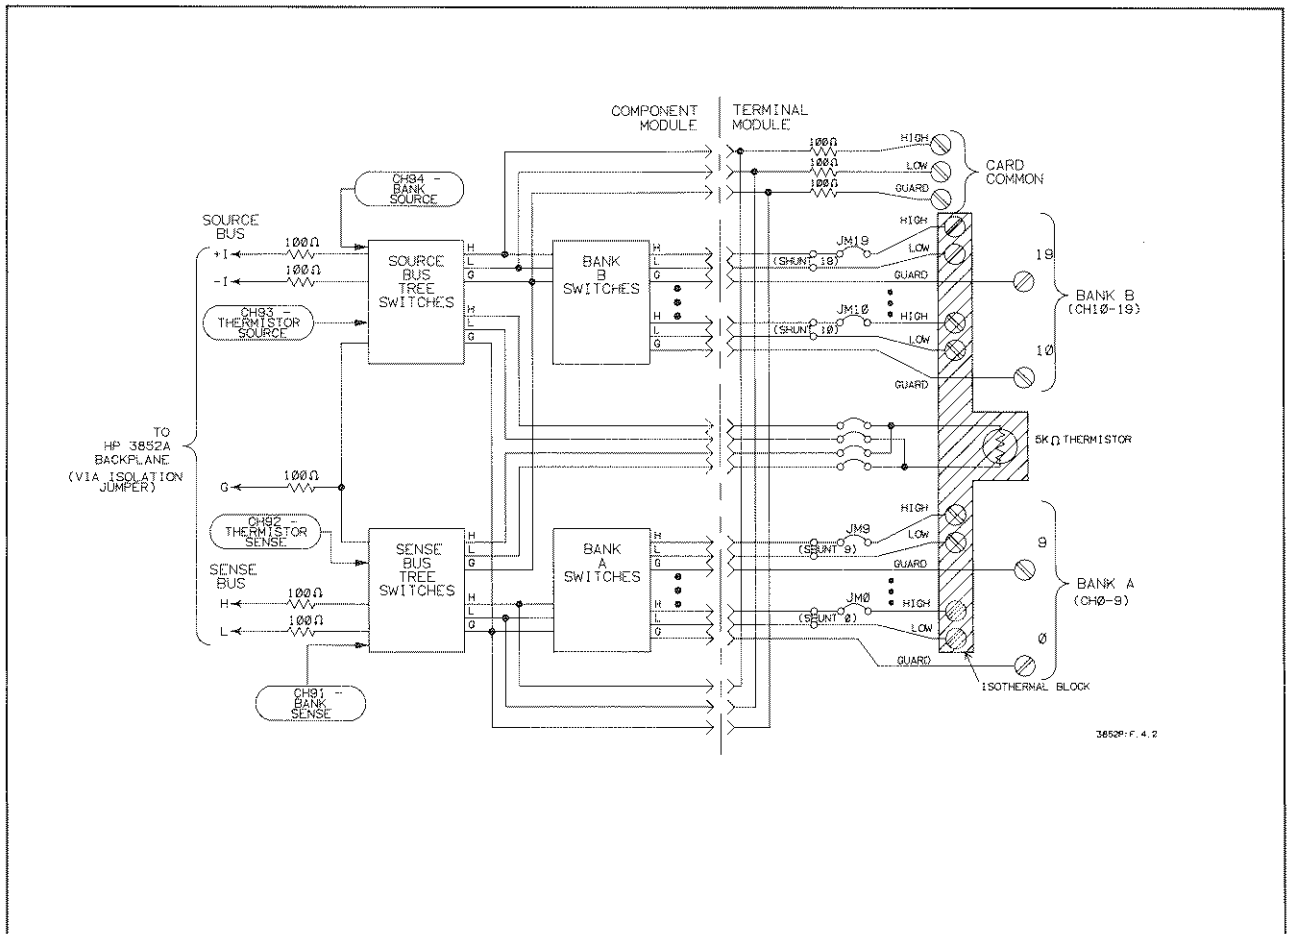 COMPONENT MODULE
TERMINAL MODULE
100Ω
HIGH
100Ω
LOW
100Ω
GUARD
CARD COMMON
CH94 - BANK SOURCE
SOURCE BUS
100Ω
+I
100Ω
-I
CH93 - THERMISTOR SOURCE
SOURCE BUS TREE SWITCHES
H
L
G
H
L
G
BANK B SWITCHES
H
L
G
H
L
G
JM19
(SHUNT 19)
HIGH
LOW
GUARD
19
JM10
(SHUNT 10)
HIGH
LOW
GUARD
10
BANK B
(CH10-19)
TO
HP 3852A
BACKPLANE
(VIA ISOLATION
JUMPER)
5KΩ THERMISTOR
100Ω
G
CH92 - THERMISTOR SENSE
SENSE BUS
100Ω
H
100Ω
L
CH91 - BANK SENSE
SENSE BUS TREE SWITCHES
H
L
G
H
L
G
BANK A SWITCHES
H
L
G
H
L
G
JM9
(SHUNT 9)
HIGH
LOW
GUARD
9
JM0
(SHUNT 0)
HIGH
LOW
GUARD
0
BANK A
(CH0-9)
ISOTHERMAL BLOCK
3852P:F.4.2